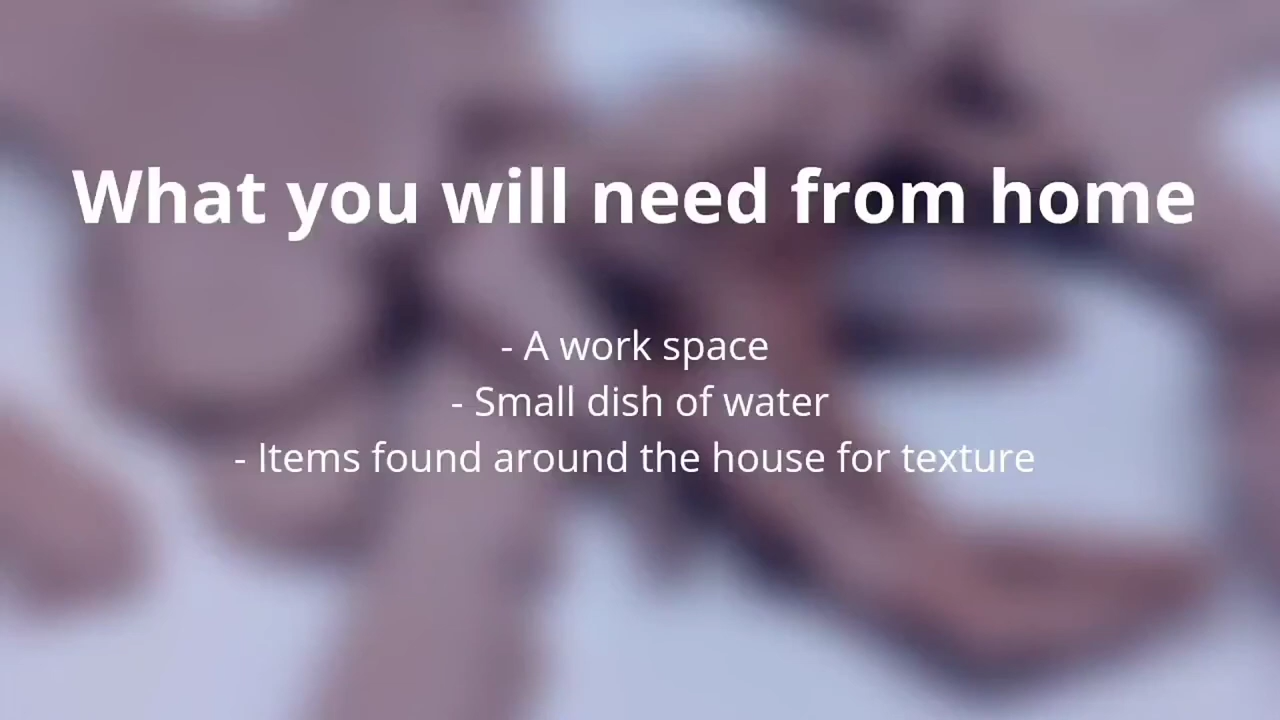 What you will need from home
- A work space
- Small dish of water
- Items found around the house for texture